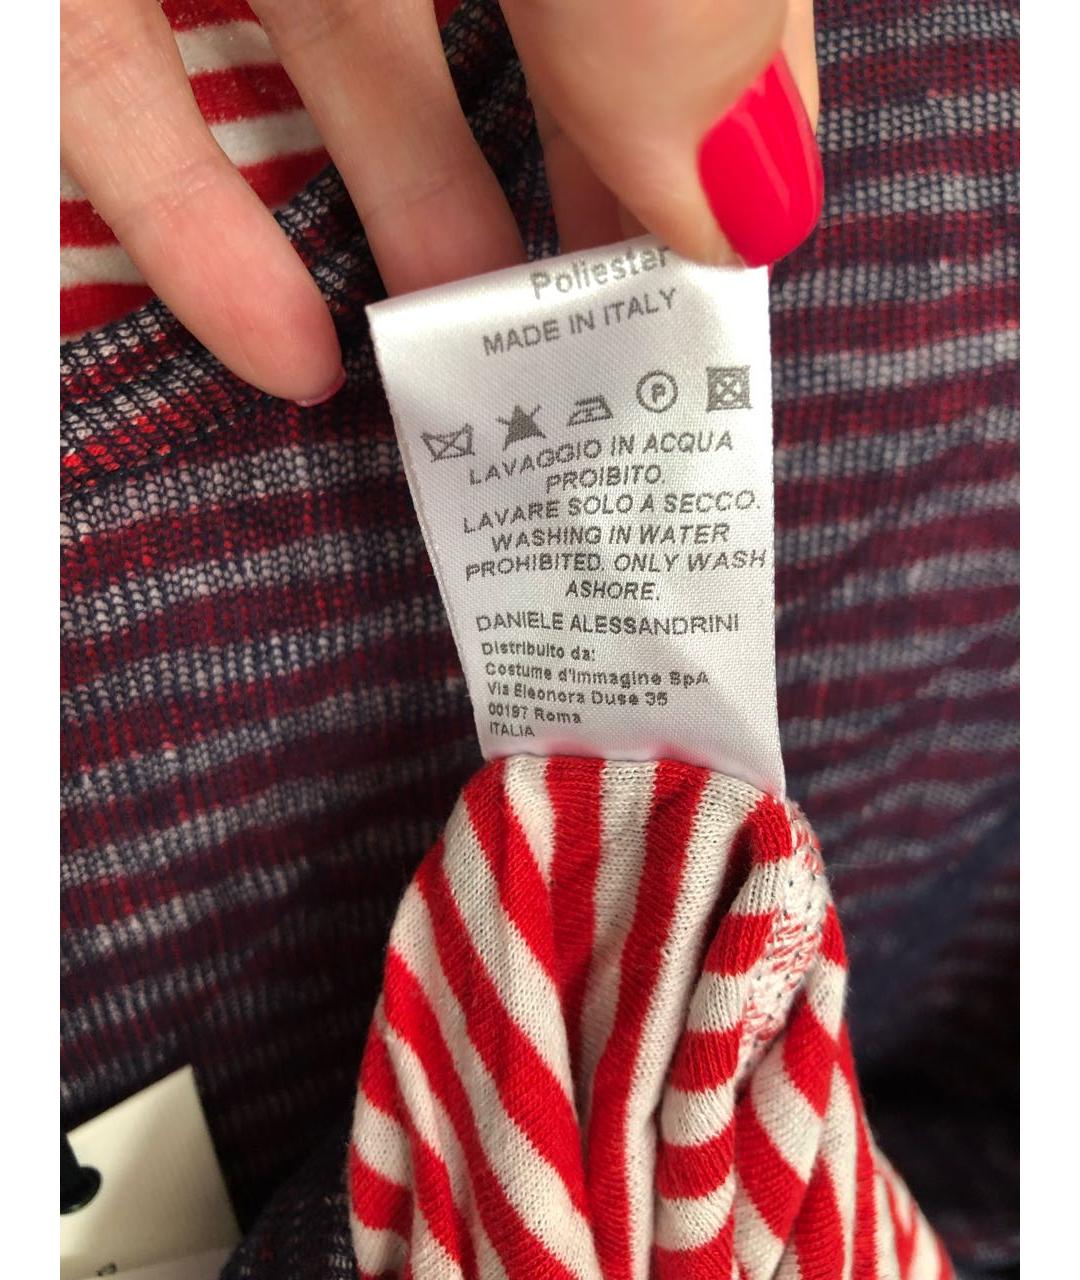 Poliester
MADE IN ITALY
P
LAVAGGIO IN ACQUA
PROIBITO.
LAVARE SOLO A SECCO.
WASHING IN WATER
PROHIBITED. ONLY WASH
ASHORE.
DANIELE ALESSANDRINI
Distribuito da:
Costume d'Immagine SpA
Via Eleonora Duse 35
00197 Roma
ITALIA